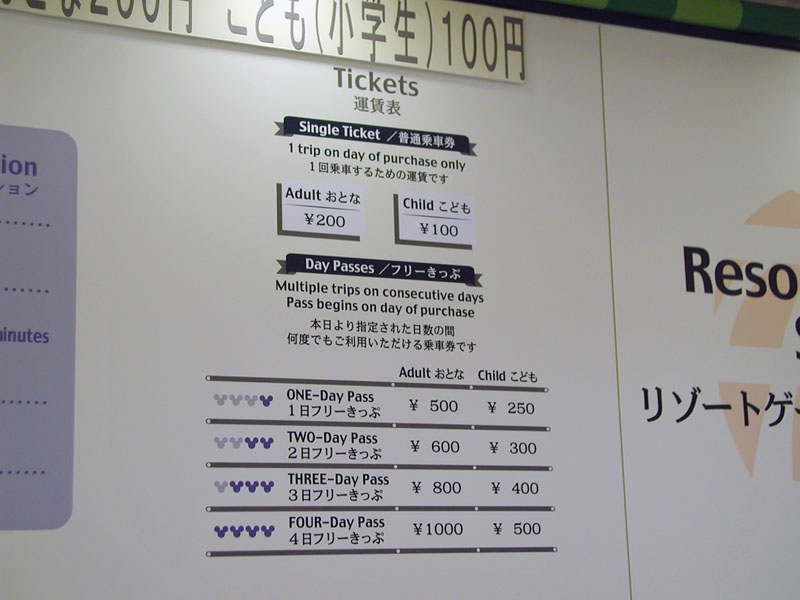 200円 こども(小学生)100円
Tickets
運賃表
Single Ticket ／普通乗車券
1 trip on day of purchase only
1回乗車するための運賃です
Adult おとな
¥200
Child こども
¥100
Day Passes ／フリーきっぷ
Multiple trips on consecutive days
Pass begins on day of purchase
本日より指定された日数の間
何度でもご利用いただける乗車券です
Adult おとな Child こども
ONE-Day Pass ¥ 500 ¥ 250
1日フリーきっぷ
TWO-Day Pass ¥ 600 ¥ 300
2日フリーきっぷ
THREE-Day Pass ¥ 800 ¥ 400
3日フリーきっぷ
FOUR-Day Pass ¥1000 ¥ 500
4日フリーきっぷ
ion
ション
minutes
Reso
S
リゾートゲー